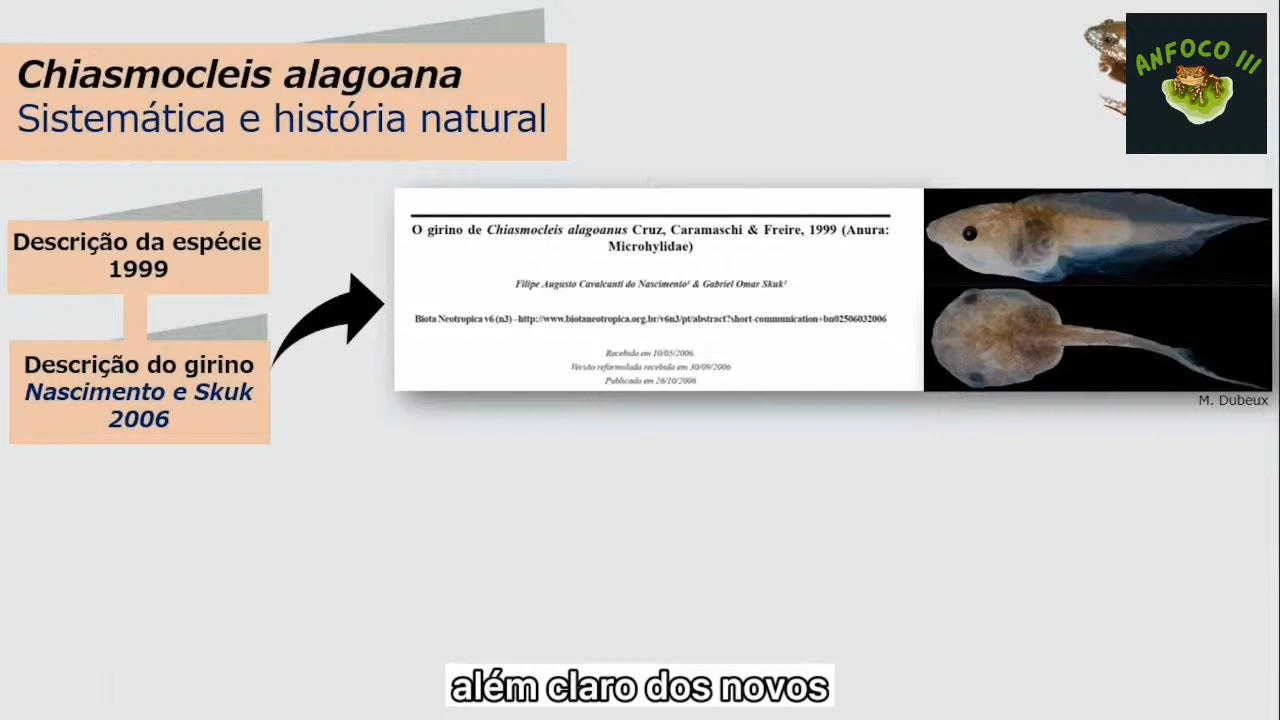 Chiasmocleis alagoana
Sistemática e história natural
ANFOCO III
Descrição da espécie
1999
Descrição do girino
Nascimento e Skuk
2006
O girino de Chiasmocleis alagoanus Cruz, Caramaschi & Freire, 1999 (Anura:
Microhylidae)
Filipe Augusto Cavalcanti do Nascimento¹ & Gabriel Omar Skuk²
Biota Neotropica v6 (n3) –http://www.biotaneotropica.org.br/v6n3/pt/abstract?short-communication+bn02506032006
Recebido em 10/05/2006.
Versão reformulada recebida em 30/09/2006
Publicado em 26/10/2006
M. Dubeux
além claro dos novos